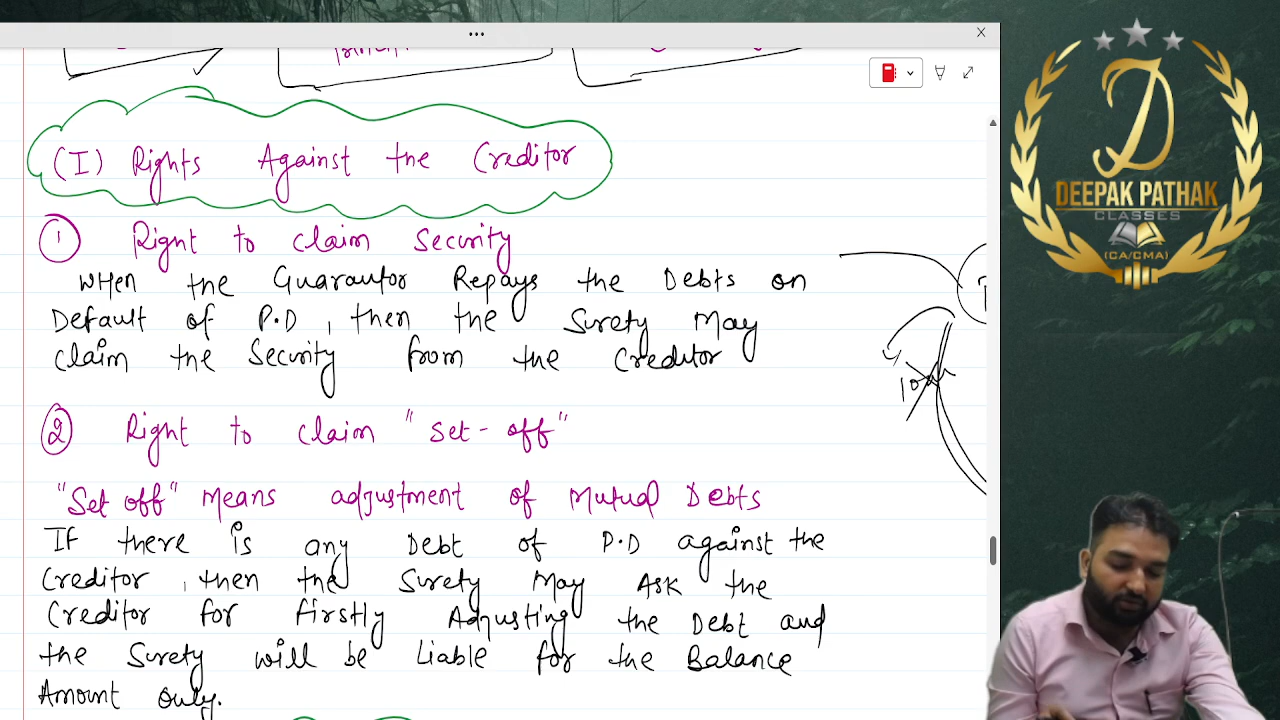 (I) Rights Against the Creditor
① Right to claim Security
When the Guarantor Repays the Debts on
Default of P.D, then the Surety May
claim the Security from the Creditor
② Right to claim "Set-off"
"Set off" Means adjustment of Mutual Debts
If there is any Debt of P.D against the
Creditor, then the Surety May Ask the
Creditor for firstly Adjusting the Debt and
the Surety will be Liable for the Balance
Amount only.
D
DEEPAK PATHAK
CLASSES
(CA/CMA)